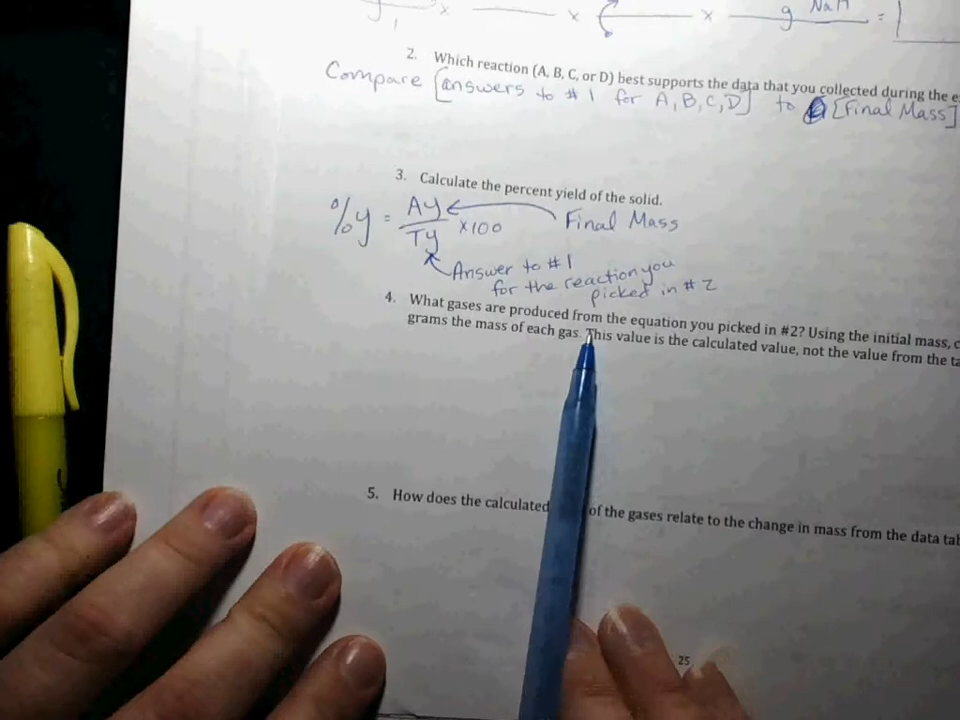 g NaH
1 x x x =
2. Which reaction (A, B, C, or D) best supports the data that you collected during the e
Compare [answers to #1 for A, B, C, D] to [Final Mass]
3. Calculate the percent yield of the solid.
%y = AY Final Mass
TY x100
Answer to #1
for the reaction you
picked in #2
4. What gases are produced from the equation you picked in #2? Using the initial mass, c
grams the mass of each gas. This value is the calculated value, not the value from the ta
5. How does the calculated of the gases relate to the change in mass from the data tab
25